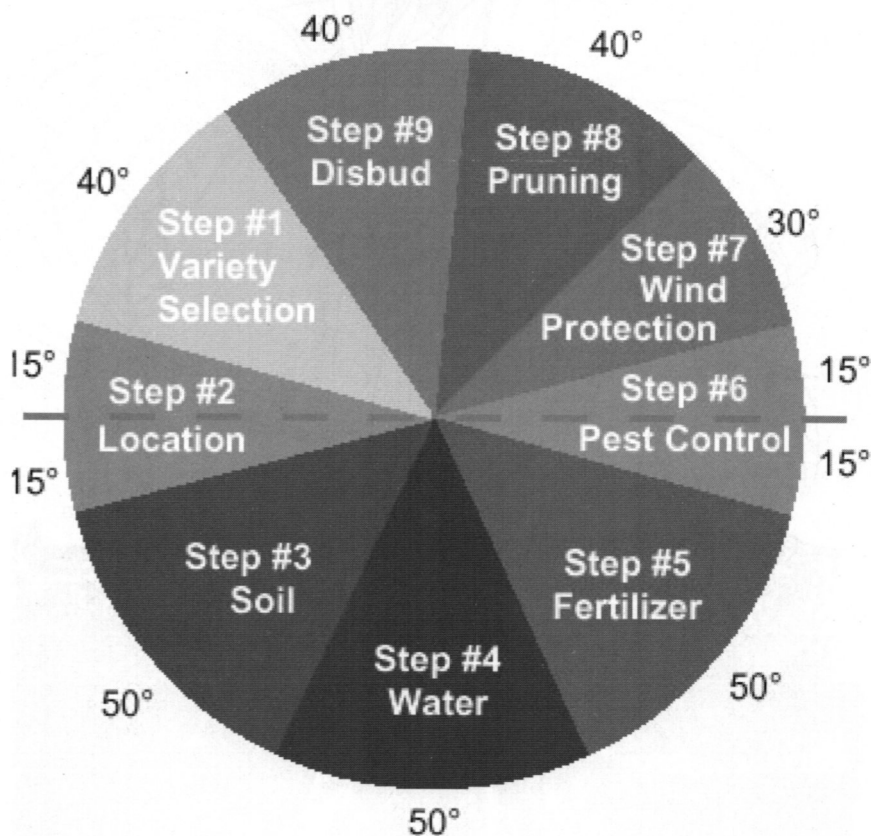 40°
40°
Step #9
Disbud
Step #8
Pruning
40°
30°
Step #1
Variety
Selection
Step #7
Wind
Protection
15°
15°
Step #2
Location
Step #6
Pest Control
15°
15°
Step #3
Soil
Step #5
Fertilizer
Step #4
Water
50°
50°
50°